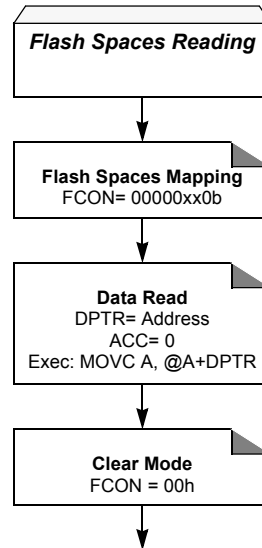 Flash Spaces Reading
Flash Spaces Mapping
FCON= 00000xx0b
Data Read
DPTR= Address
ACC= 0
Exec: MOVC A, @A+DPTR
Clear Mode
FCON = 00h